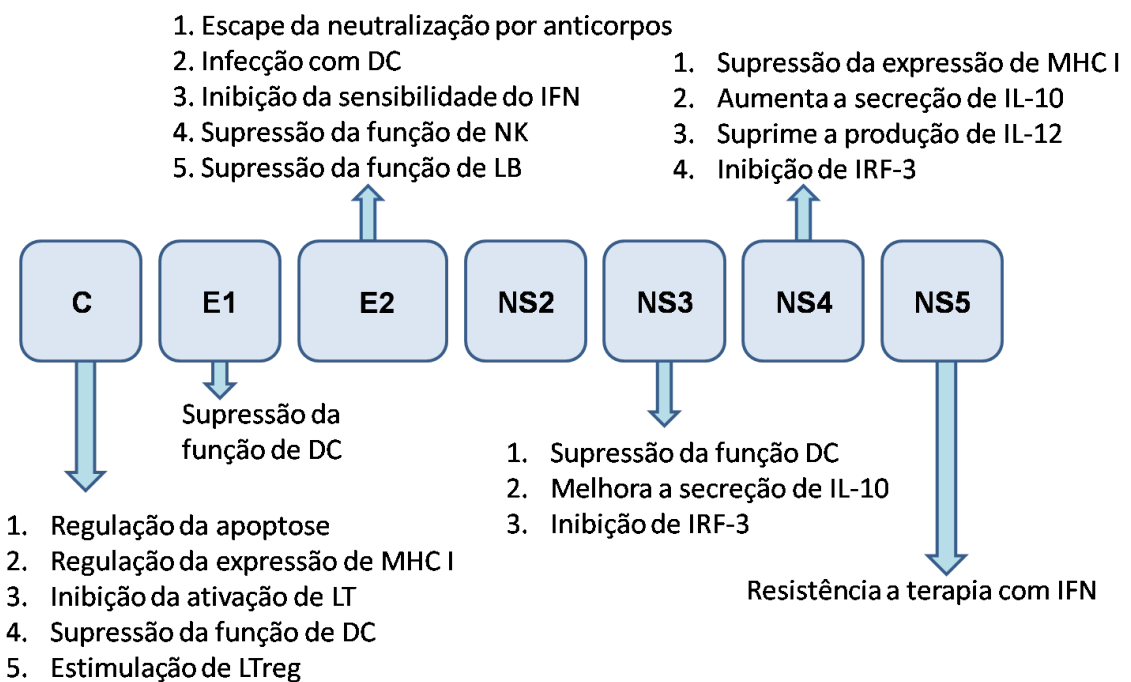 1. Escape da neutralização por anticorpos
2. Infecção com DC
3. Inibição da sensibilidade do IFN
4. Supressão da função de NK
5. Supressão da função de LB
1. Supressão da expressão de MHC I
2. Aumenta a secreção de IL-10
3. Suprime a produção de IL-12
4. Inibição de IRF-3
C
E1
E2
NS2
NS3
NS4
NS5
Supressão da
função de DC
1. Supressão da função DC
2. Melhora a secreção de IL-10
3. Inibição de IRF-3
1. Regulação da apoptose
2. Regulação da expressão de MHC I
3. Inibição da ativação de LT
4. Supressão da função de DC
5. Estimulação de LTreg
Resistência a terapia com IFN